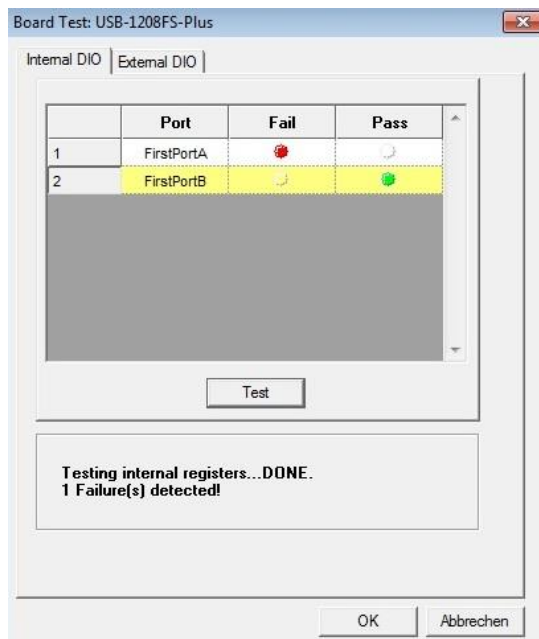 Board Test: USB-1208FS-Plus
Internal DIO External DIO
Port Fail Pass
1 FirstPortA
2 FirstPortB
Test
Testing internal registers...DONE.
1 Failure(s) detected!
OK Abbrechen